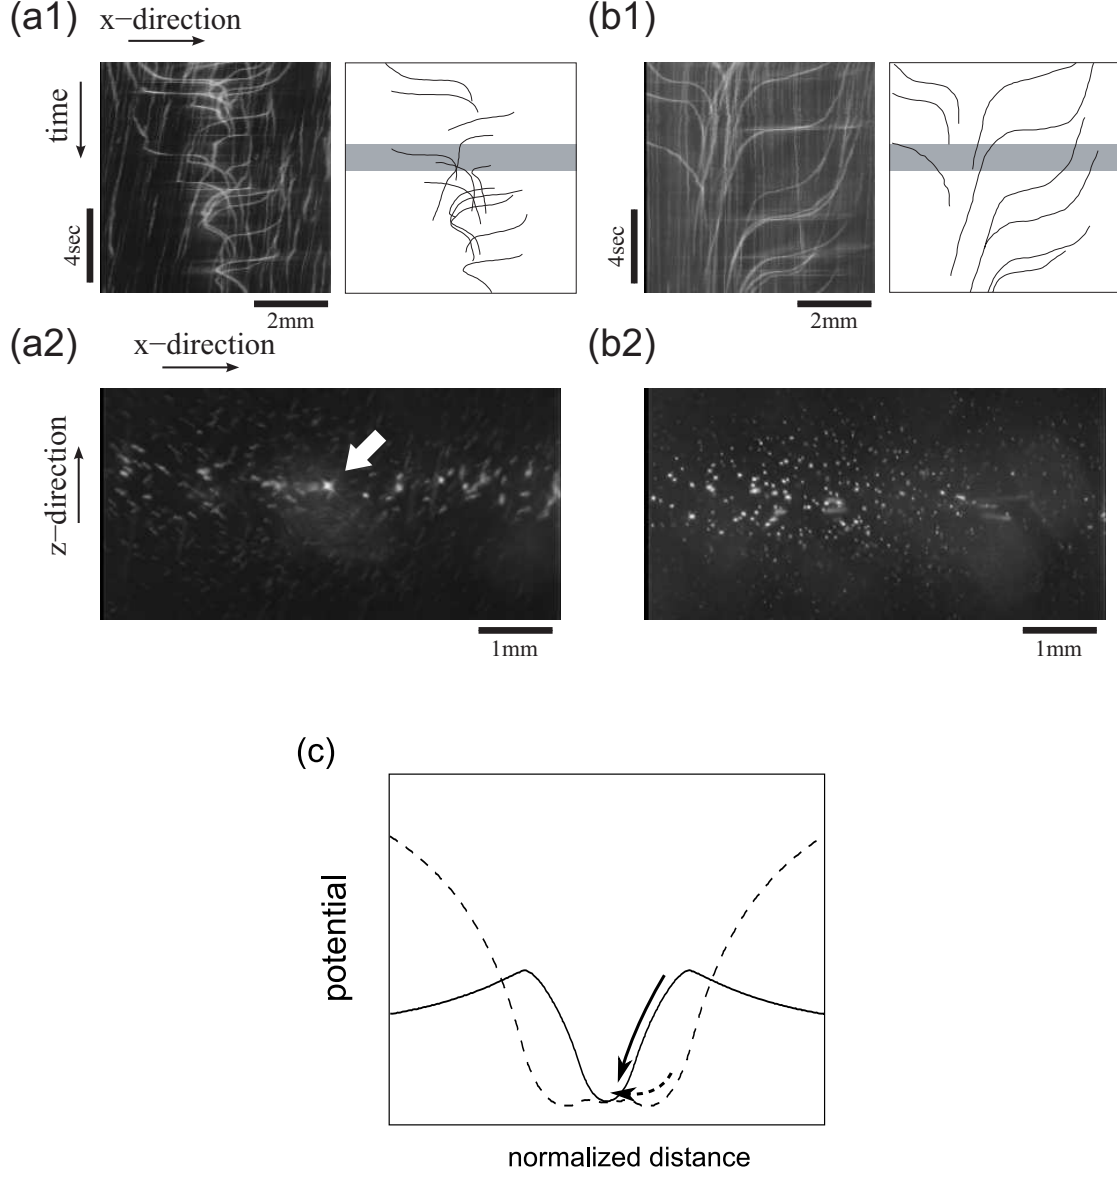 (a1)
x−direction
(b1)
time
4sec
2mm
4sec
2mm
(a2)
x−direction
(b2)
z−direction
1mm
1mm
(c)
potential
normalized distance